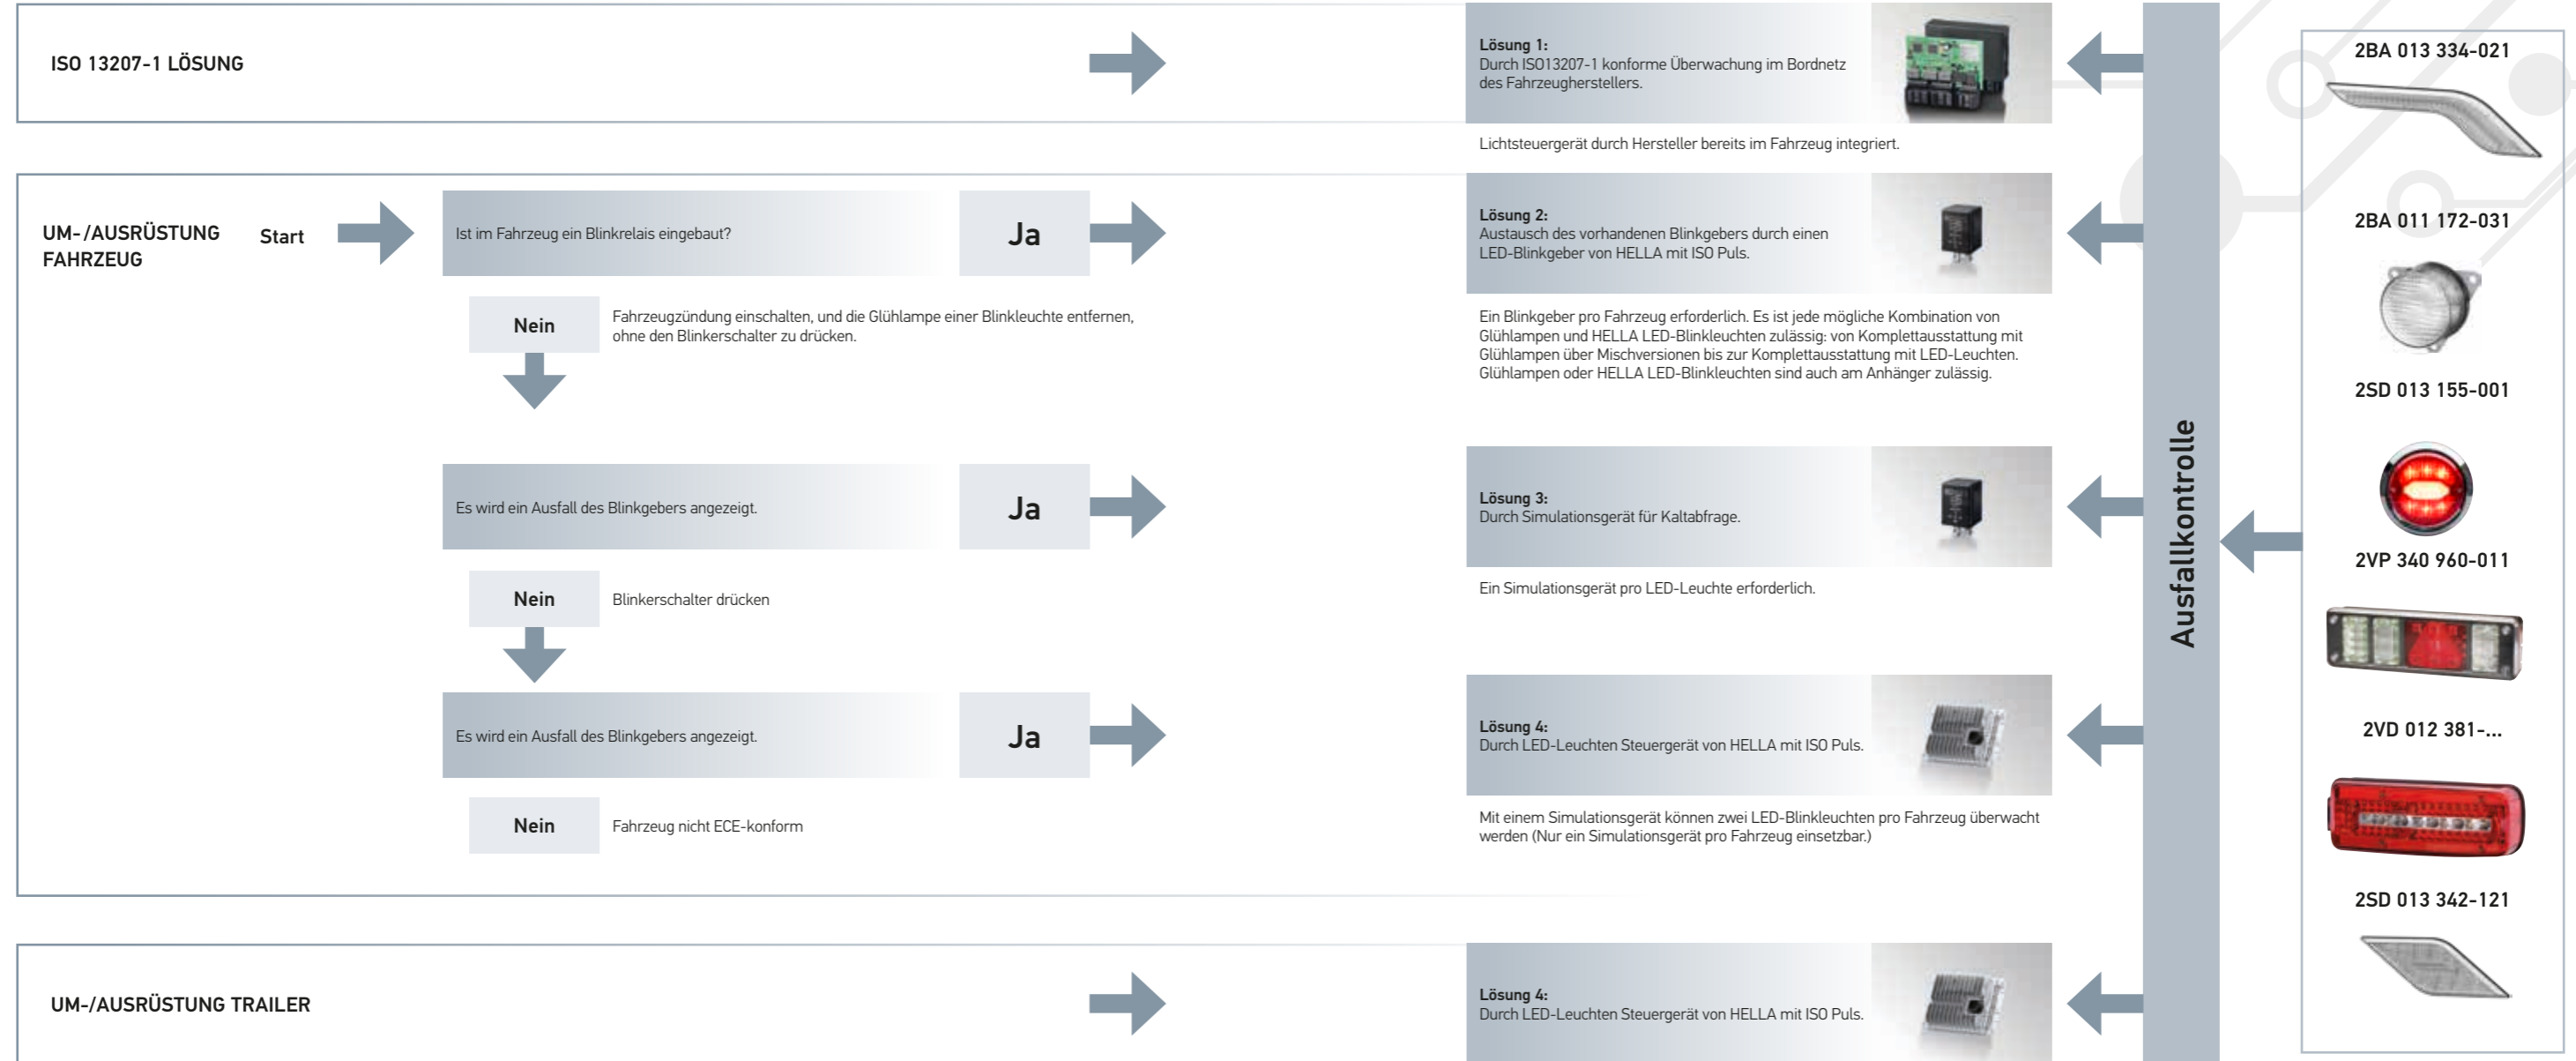 ISO 13207-1 LÖSUNG
Lösung 1:
Durch ISO13207-1 konforme Überwachung im Bordnetz
des Fahrzeugherstellers.
Lichtsteuergerät durch Hersteller bereits im Fahrzeug integriert.
UM-/AUSRÜSTUNG
FAHRZEUG
Start
Ist im Fahrzeug ein Blinkrelais eingebaut?
Ja
Lösung 2:
Austausch des vorhandenen Blinkgebers durch einen
LED-Blinkgeber von HELLA mit ISO Puls.
Nein
Fahrzeugzündung einschalten, und die Glühlampe einer Blinkleuchte entfernen,
ohne den Blinkerschalter zu drücken.
Ein Blinkgeber pro Fahrzeug erforderlich. Es ist jede mögliche Kombination von
Glühlampen und HELLA LED-Blinkleuchten zulässig: von Komplettausstattung mit
Glühlampen über Mischversionen bis zur Komplettausstattung mit LED-Leuchten.
Glühlampen oder HELLA LED-Blinkleuchten sind auch am Anhänger zulässig.
Es wird ein Ausfall des Blinkgebers angezeigt.
Ja
Lösung 3:
Durch Simulationsgerät für Kaltabfrage.
Nein
Blinkerschalter drücken
Ein Simulationsgerät pro LED-Leuchte erforderlich.
Es wird ein Ausfall des Blinkgebers angezeigt.
Ja
Lösung 4:
Durch LED-Leuchten Steuergerät von HELLA mit ISO Puls.
Nein
Fahrzeug nicht ECE-konform
Mit einem Simulationsgerät können zwei LED-Blinkleuchten pro Fahrzeug überwacht
werden (Nur ein Simulationsgerät pro Fahrzeug einsetzbar.)
UM-/AUSRÜSTUNG TRAILER
Lösung 4:
Durch LED-Leuchten Steuergerät von HELLA mit ISO Puls.
Ausfallkontrolle
2BA 013 334-021
2BA 011 172-031
2SD 013 155-001
2VP 340 960-011
2VD 012 381-...
2SD 013 342-121